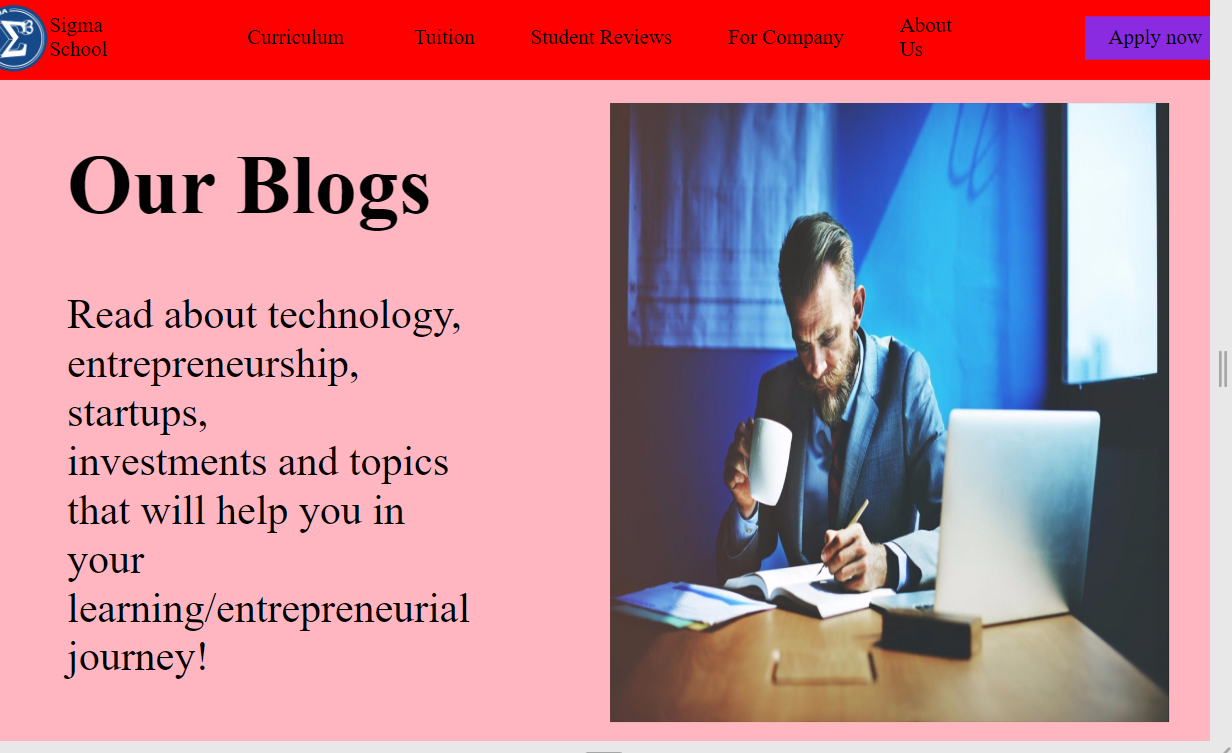 Sigma
School
Curriculum
Tuition
Student Reviews
For Company
About
Us
Apply now
Our Blogs
Read about technology,
entrepreneurship,
startups,
investments and topics
that will help you in
your
learning/entrepreneurial
journey!